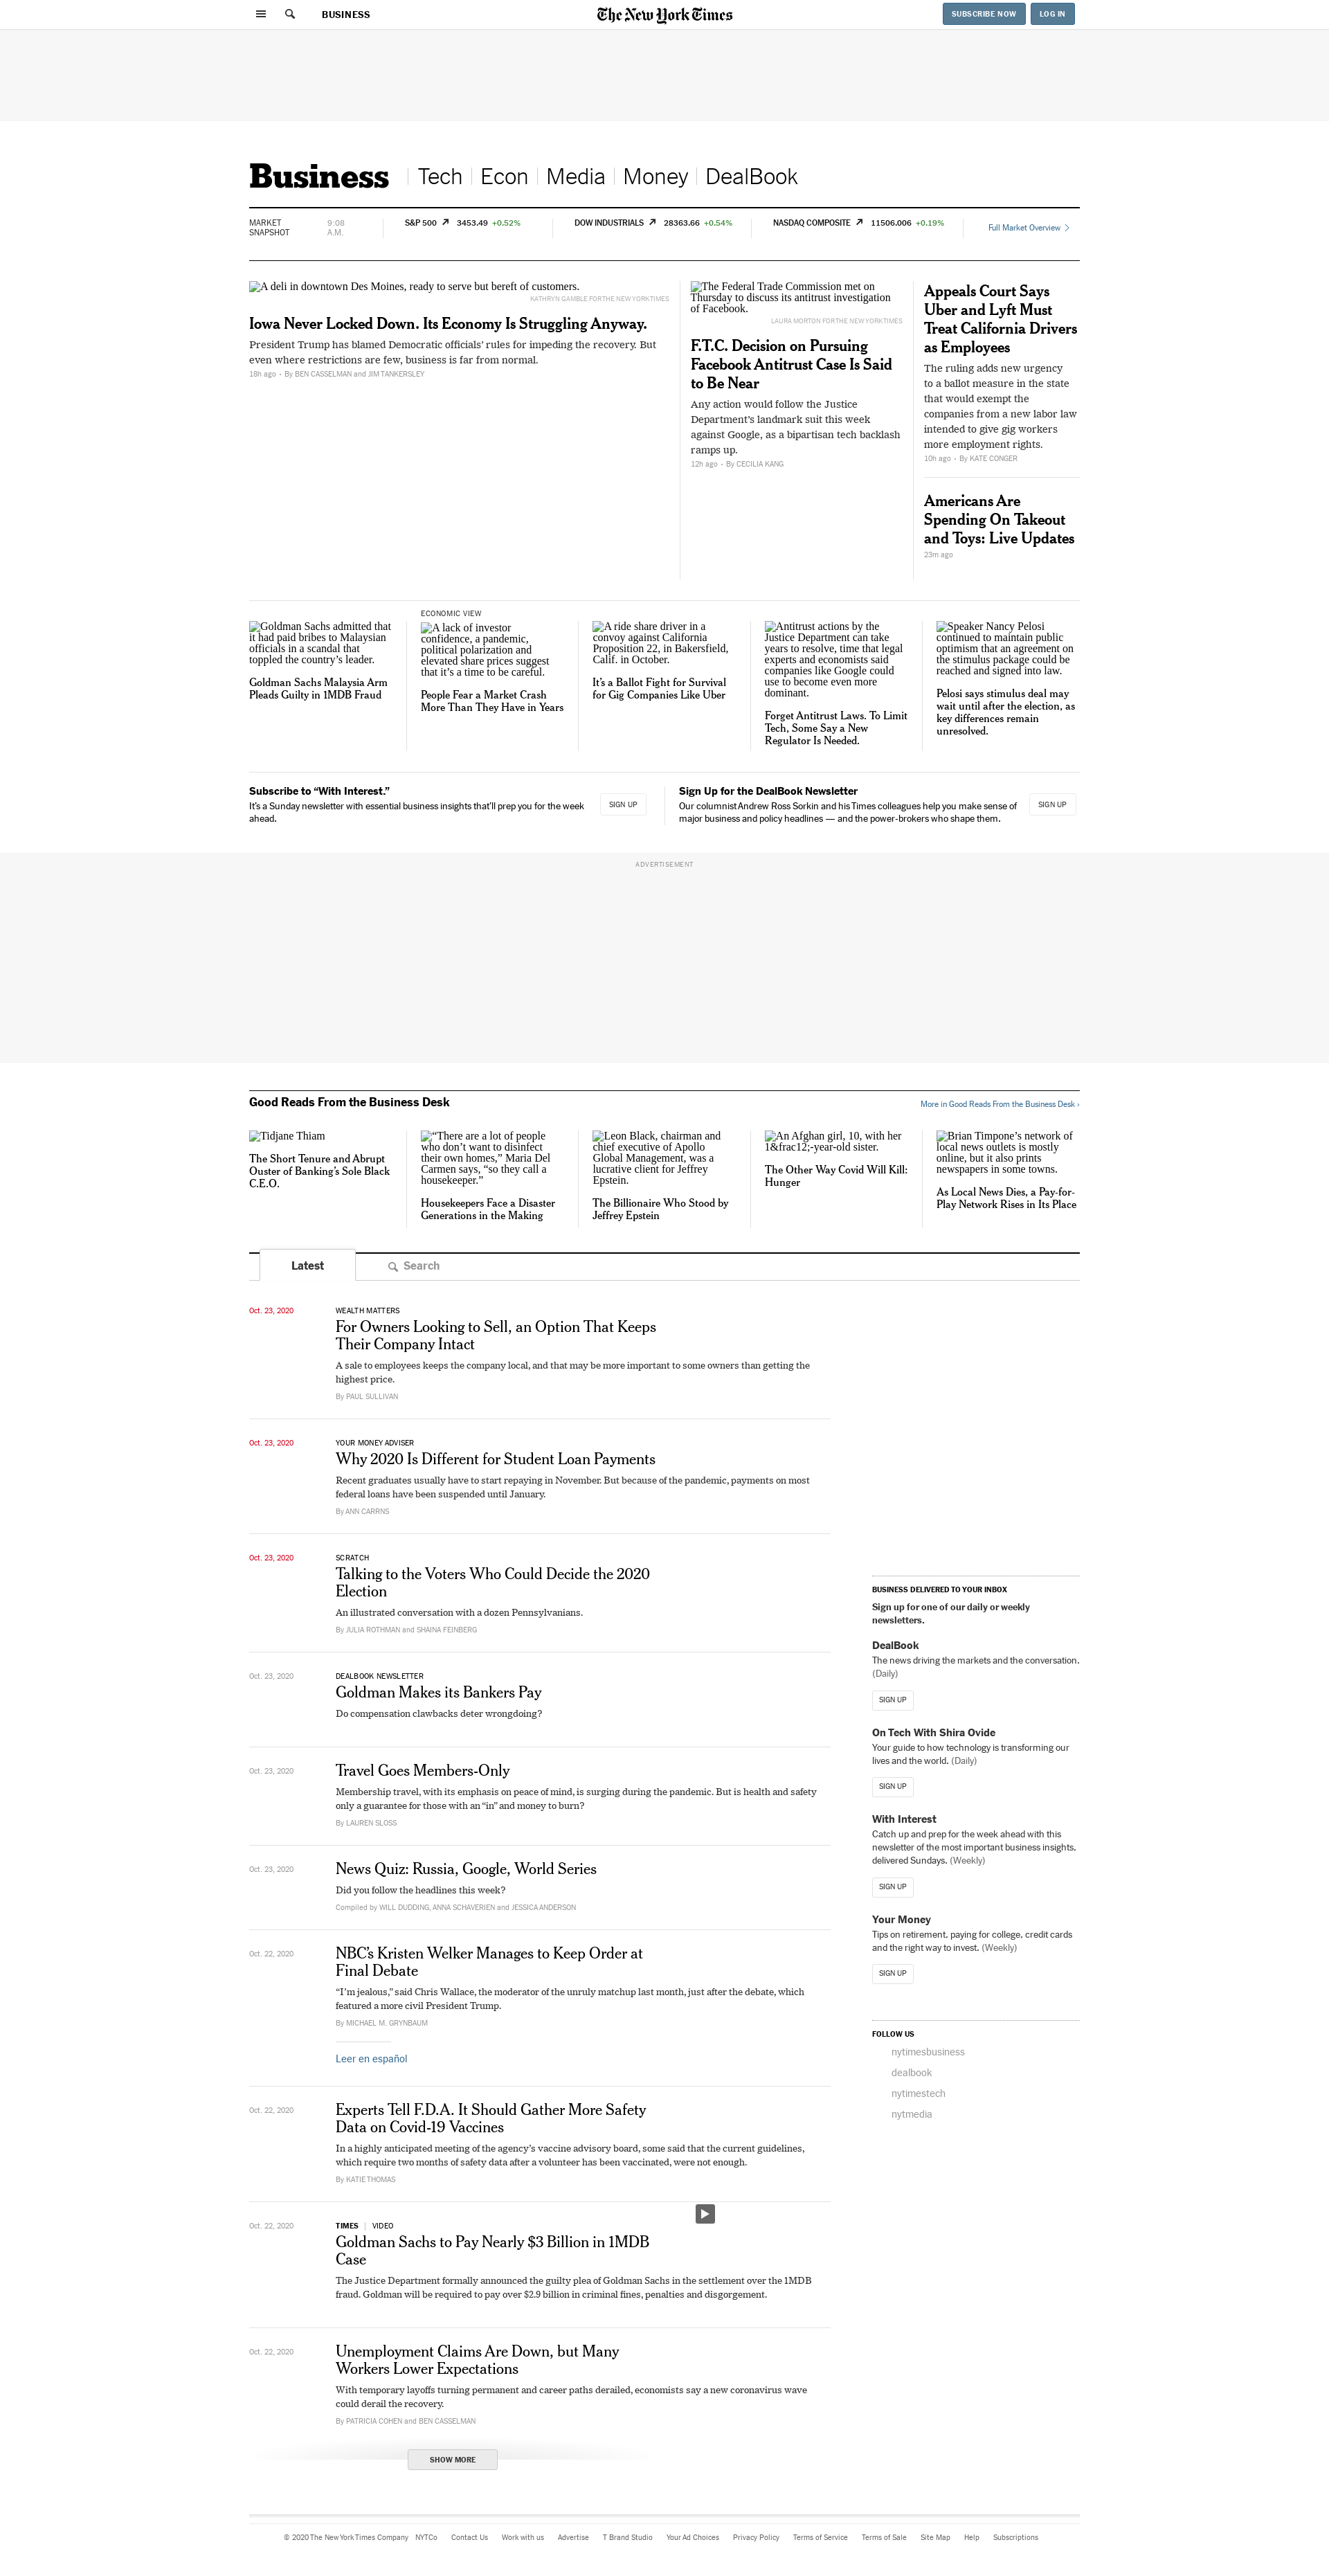 BUSINESS
The New York Times
SUBSCRIBE NOW
LOG IN
Business
Tech
Econ
Media
Money
DealBook
MARKET
SNAPSHOT
9:08
A.M.
S&P 500 3453.49 +0.52%
DOW INDUSTRIALS 28363.66 +0.54%
NASDAQ COMPOSITE 11506.006 +0.19%
Full Market Overview
A deli in downtown Des Moines, ready to serve but bereft of customers.
KATHRYN GAMBLE FOR THE NEW YORK TIMES
Iowa Never Locked Down. Its Economy Is Struggling Anyway.
President Trump has blamed Democratic officials’ rules for impeding the recovery. But
even where restrictions are few, business is far from normal.
18h ago • By BEN CASSELMAN and JIM TANKERSLEY
The Federal Trade Commission met on
Thursday to discuss its antitrust investigation
of Facebook.
LAURA MORTON FOR THE NEW YORK TIMES
F.T.C. Decision on Pursuing
Facebook Antitrust Case Is Said
to Be Near
Any action would follow the Justice
Department’s landmark suit this week
against Google, as a bipartisan tech backlash
ramps up.
12h ago • By CECILIA KANG
Appeals Court Says
Uber and Lyft Must
Treat California Drivers
as Employees
The ruling adds new urgency
to a ballot measure in the state
that would exempt the
companies from a new labor law
intended to give gig workers
more employment rights.
10h ago • By KATE CONGER
Americans Are
Spending On Takeout
and Toys: Live Updates
23m ago
Goldman Sachs admitted that
it had paid bribes to Malaysian
officials in a scandal that
toppled the country’s leader.
Goldman Sachs Malaysia Arm
Pleads Guilty in 1MDB Fraud
ECONOMIC VIEW
A lack of investor
confidence, a pandemic,
political polarization and
elevated share prices suggest
that it’s a time to be careful.
People Fear a Market Crash
More Than They Have in Years
A ride share driver in a
convoy against California
Proposition 22, in Bakersfield,
Calif. in October.
It’s a Ballot Fight for Survival
for Gig Companies Like Uber
Antitrust actions by the
Justice Department can take
years to resolve, time that legal
experts and economists said
companies like Google could
use to become even more
dominant.
Forget Antitrust Laws. To Limit
Tech, Some Say a New
Regulator Is Needed.
Speaker Nancy Pelosi
continued to maintain public
optimism that an agreement on
the stimulus package could be
reached and signed into law.
Pelosi says stimulus deal may
wait until after the election, as
key differences remain
unresolved.
Subscribe to “With Interest.”
It’s a Sunday newsletter with essential business insights that’ll prep you for the week
ahead.
SIGN UP
Sign Up for the DealBook Newsletter
Our columnist Andrew Ross Sorkin and his Times colleagues help you make sense of
major business and policy headlines — and the power-brokers who shape them.
SIGN UP
ADVERTISEMENT
Good Reads From the Business Desk
More in Good Reads From the Business Desk ›
Tidjane Thiam
The Short Tenure and Abrupt
Ouster of Banking’s Sole Black
C.E.O.
“There are a lot of people
who don’t want to disinfect
their own homes,” Maria Del
Carmen says, “so they call a
housekeeper.”
Housekeepers Face a Disaster
Generations in the Making
Leon Black, chairman and
chief executive of Apollo
Global Management, was a
lucrative client for Jeffrey
Epstein.
The Billionaire Who Stood by
Jeffrey Epstein
An Afghan girl, 10, with her
1&frac12;-year-old sister.
The Other Way Covid Will Kill:
Hunger
Brian Timpone’s network of
local news outlets is mostly
online, but it also prints
newspapers in some towns.
As Local News Dies, a Pay-for-
Play Network Rises in Its Place
Latest
Search
Oct. 23, 2020
WEALTH MATTERS
For Owners Looking to Sell, an Option That Keeps
Their Company Intact
A sale to employees keeps the company local, and that may be more important to some owners than getting the
highest price.
By PAUL SULLIVAN
Oct. 23, 2020
YOUR MONEY ADVISER
Why 2020 Is Different for Student Loan Payments
Recent graduates usually have to start repaying in November. But because of the pandemic, payments on most
federal loans have been suspended until January.
By ANN CARRNS
Oct. 23, 2020
SCRATCH
Talking to the Voters Who Could Decide the 2020
Election
An illustrated conversation with a dozen Pennsylvanians.
By JULIA ROTHMAN and SHAINA FEINBERG
Oct. 23, 2020
DEALBOOK NEWSLETTER
Goldman Makes its Bankers Pay
Do compensation clawbacks deter wrongdoing?
Oct. 23, 2020
Travel Goes Members-Only
Membership travel, with its emphasis on peace of mind, is surging during the pandemic. But is health and safety
only a guarantee for those with an “in” and money to burn?
By LAUREN SLOSS
Oct. 23, 2020
News Quiz: Russia, Google, World Series
Did you follow the headlines this week?
Compiled by WILL DUDDING, ANNA SCHAVERIEN and JESSICA ANDERSON
Oct. 22, 2020
NBC’s Kristen Welker Manages to Keep Order at
Final Debate
“I’m jealous,” said Chris Wallace, the moderator of the unruly matchup last month, just after the debate, which
featured a more civil President Trump.
By MICHAEL M. GRYNBAUM
Leer en español
Oct. 22, 2020
Experts Tell F.D.A. It Should Gather More Safety
Data on Covid-19 Vaccines
In a highly anticipated meeting of the agency’s vaccine advisory board, some said that the current guidelines,
which require two months of safety data after a volunteer has been vaccinated, were not enough.
By KATIE THOMAS
Oct. 22, 2020
TIMES | VIDEO
Goldman Sachs to Pay Nearly $3 Billion in 1MDB
Case
The Justice Department formally announced the guilty plea of Goldman Sachs in the settlement over the 1MDB
fraud. Goldman will be required to pay over $2.9 billion in criminal fines, penalties and disgorgement.
Oct. 22, 2020
Unemployment Claims Are Down, but Many
Workers Lower Expectations
With temporary layoffs turning permanent and career paths derailed, economists say a new coronavirus wave
could derail the recovery.
By PATRICIA COHEN and BEN CASSELMAN
SHOW MORE
BUSINESS DELIVERED TO YOUR INBOX
Sign up for one of our daily or weekly
newsletters.
DealBook
The news driving the markets and the conversation.
(Daily)
SIGN UP
On Tech With Shira Ovide
Your guide to how technology is transforming our
lives and the world. (Daily)
SIGN UP
With Interest
Catch up and prep for the week ahead with this
newsletter of the most important business insights,
delivered Sundays. (Weekly)
SIGN UP
Your Money
Tips on retirement, paying for college, credit cards
and the right way to invest. (Weekly)
SIGN UP
FOLLOW US
nytimesbusiness
dealbook
nytimestech
nytmedia
© 2020 The New York Times Company NYTCo Contact Us Work with us Advertise T Brand Studio Your Ad Choices Privacy Policy Terms of Service Terms of Sale Site Map Help Subscriptions